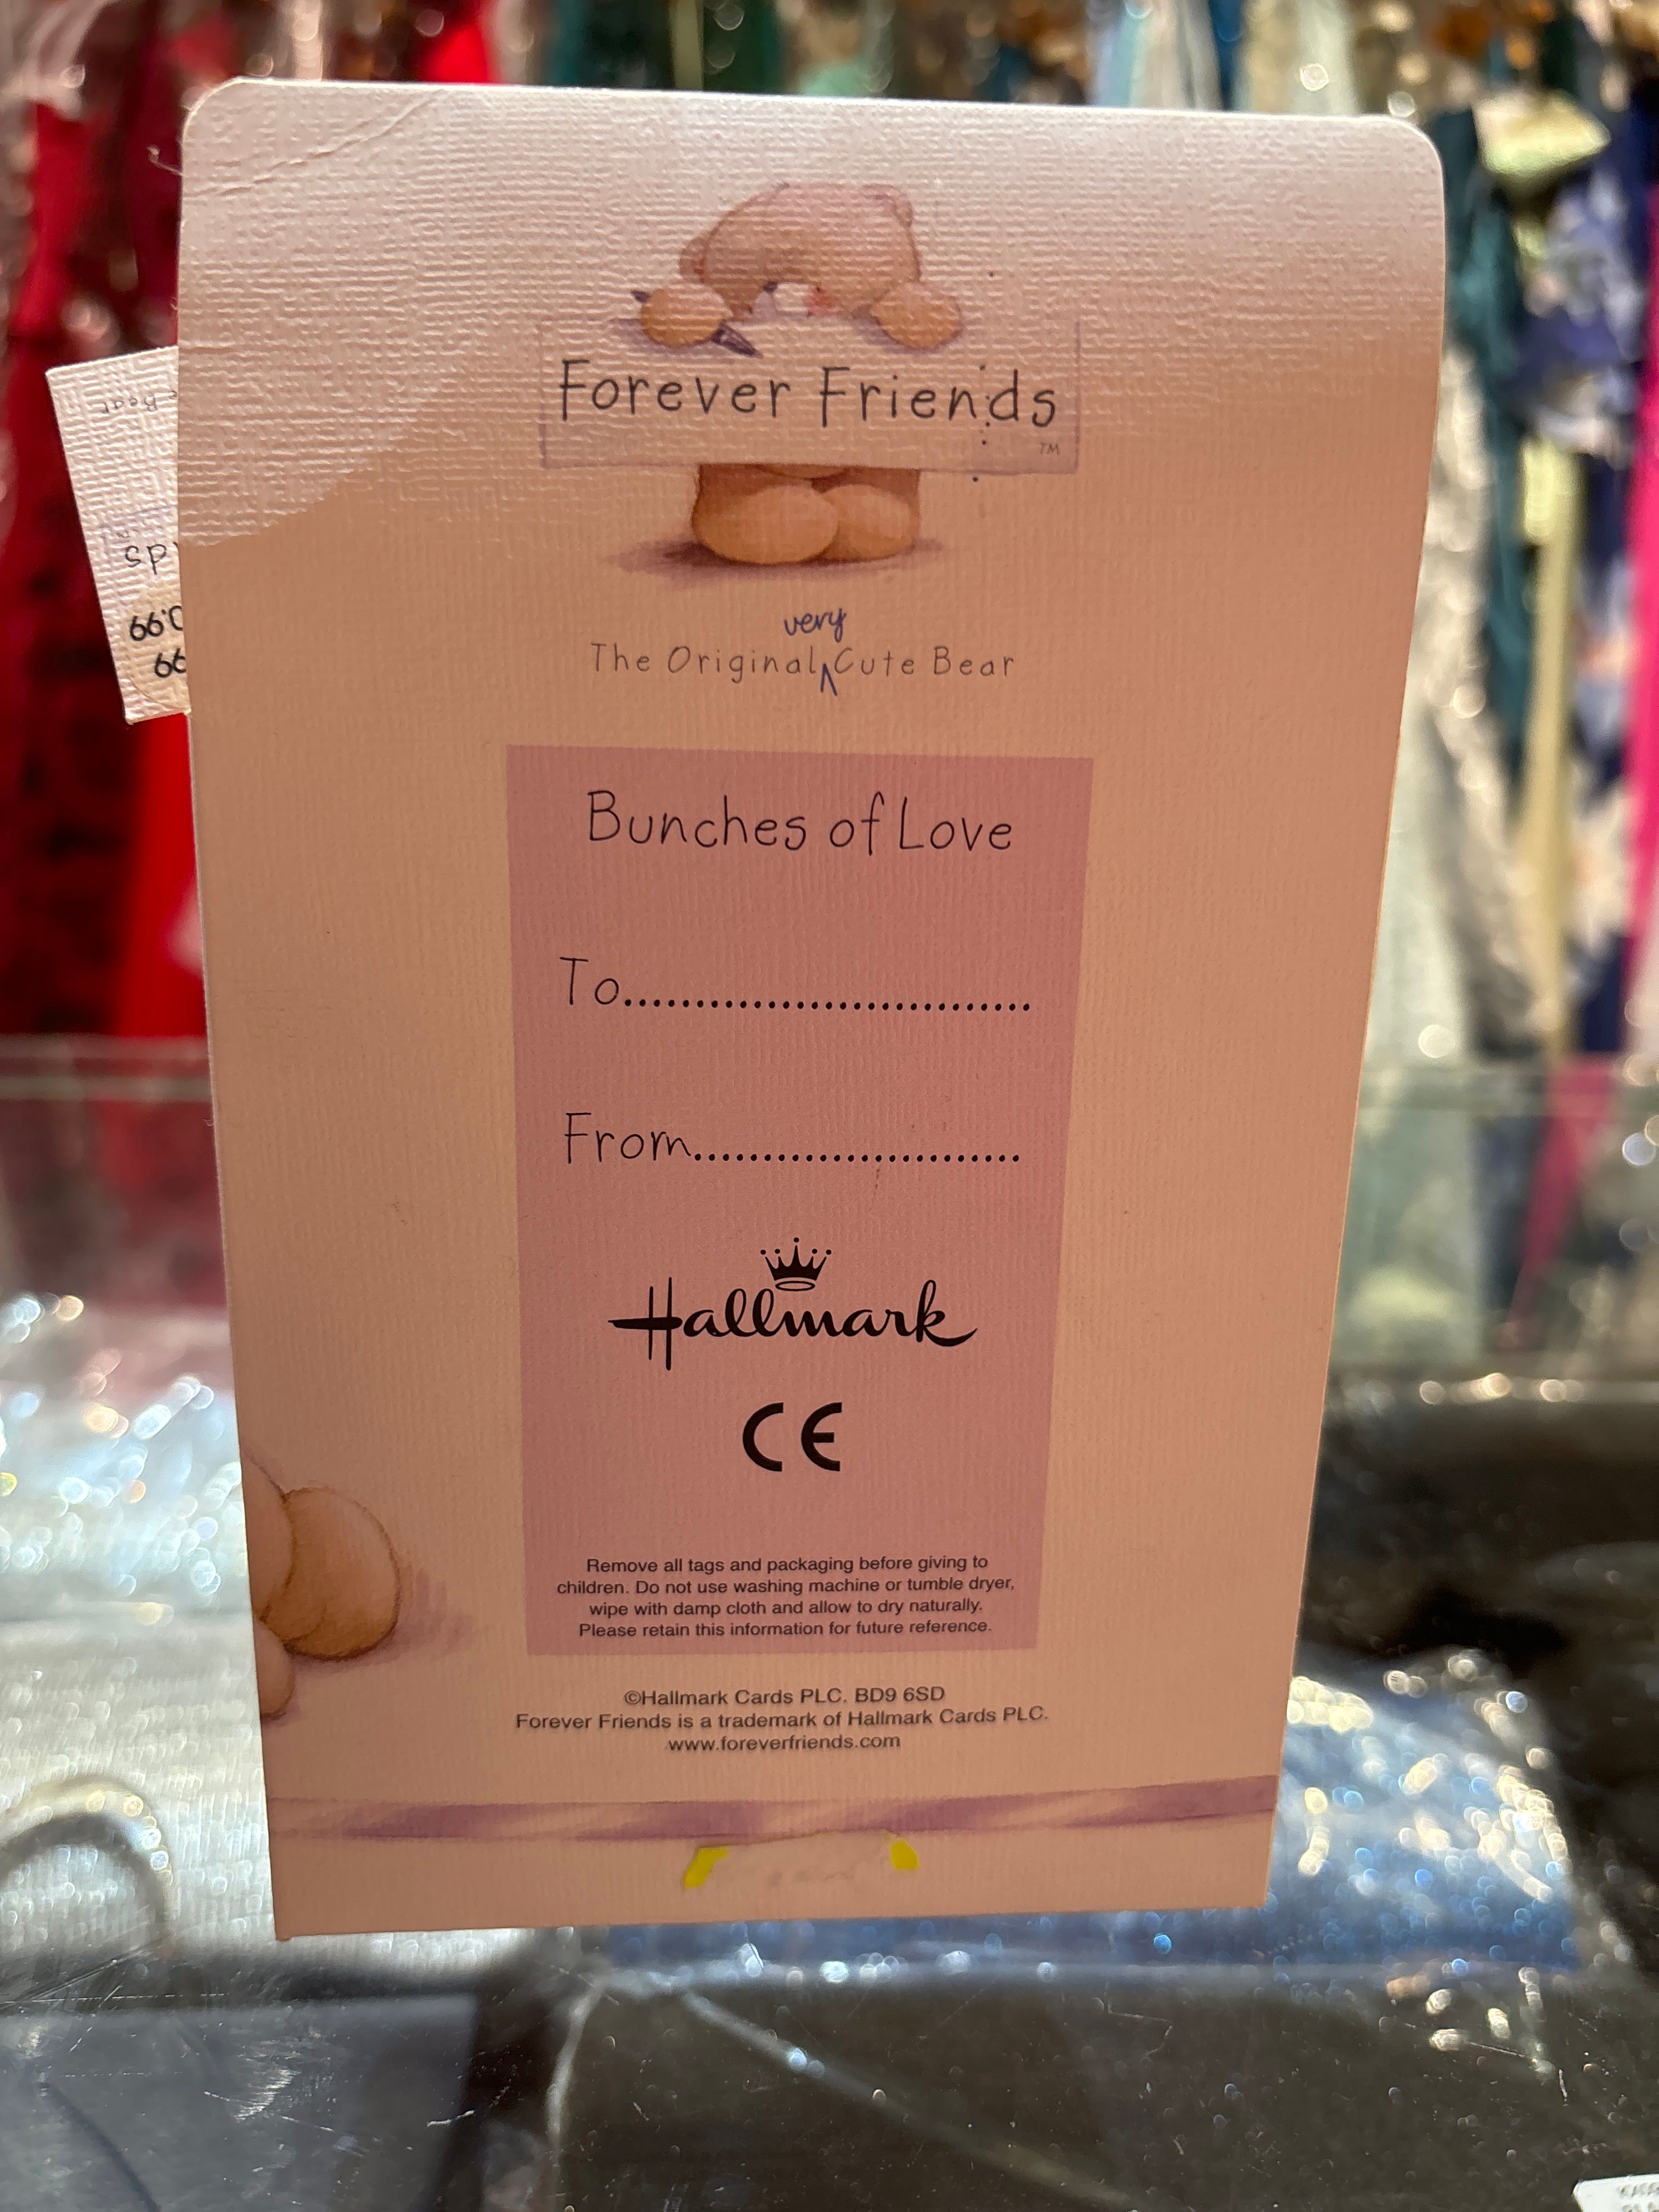 Forever Friends
TM
very
The Original Cute Bear
Bunches of Love
To............................
From.......................
Hallmark
CE
Remove all tags and packaging before giving to
children. Do not use washing machine or tumble dryer,
wipe with damp cloth and allow to dry naturally.
Please retain this information for future reference.
©Hallmark Cards PLC. BD9 6SD
Forever Friends is a trademark of Hallmark Cards PLC.
www.foreverfriends.com
Bear
ds